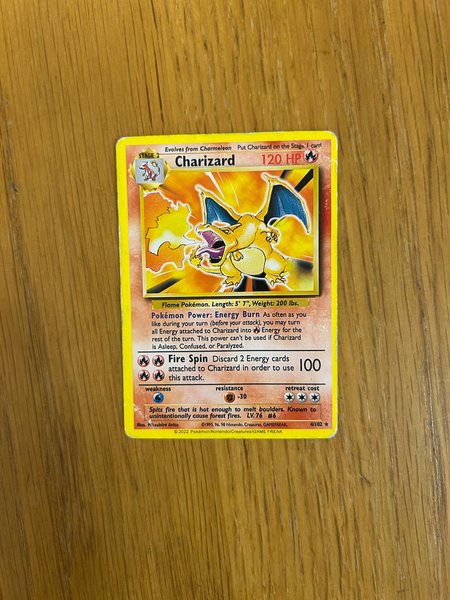 Evolves from Charmeleon Put Charizard on the Stage 1 card
STAGE 2
Charizard 120 HP
Flame Pokémon. Length: 5' 7", Weight: 200 lbs.
Pokémon Power: Energy Burn As often as you
like during your turn (before your attack), you may turn
all Energy attached to Charizard into Energy for the
rest of the turn. This power can't be used if Charizard
is Asleep, Confused, or Paralyzed.
Fire Spin Discard 2 Energy cards
attached to Charizard in order to use
this attack.
100
weakness resistance retreat cost
-30
Spits fire that is hot enough to melt boulders. Known to
unintentionally cause forest fires. LV. 76 #6
Illus. Mitsuhiro Arita ©1995, 96, 98 Nintendo, Creatures, GAMEFREAK. 4/102 ★
© 2022 Pokémon/Nintendo/Creatures/GAME FREAK